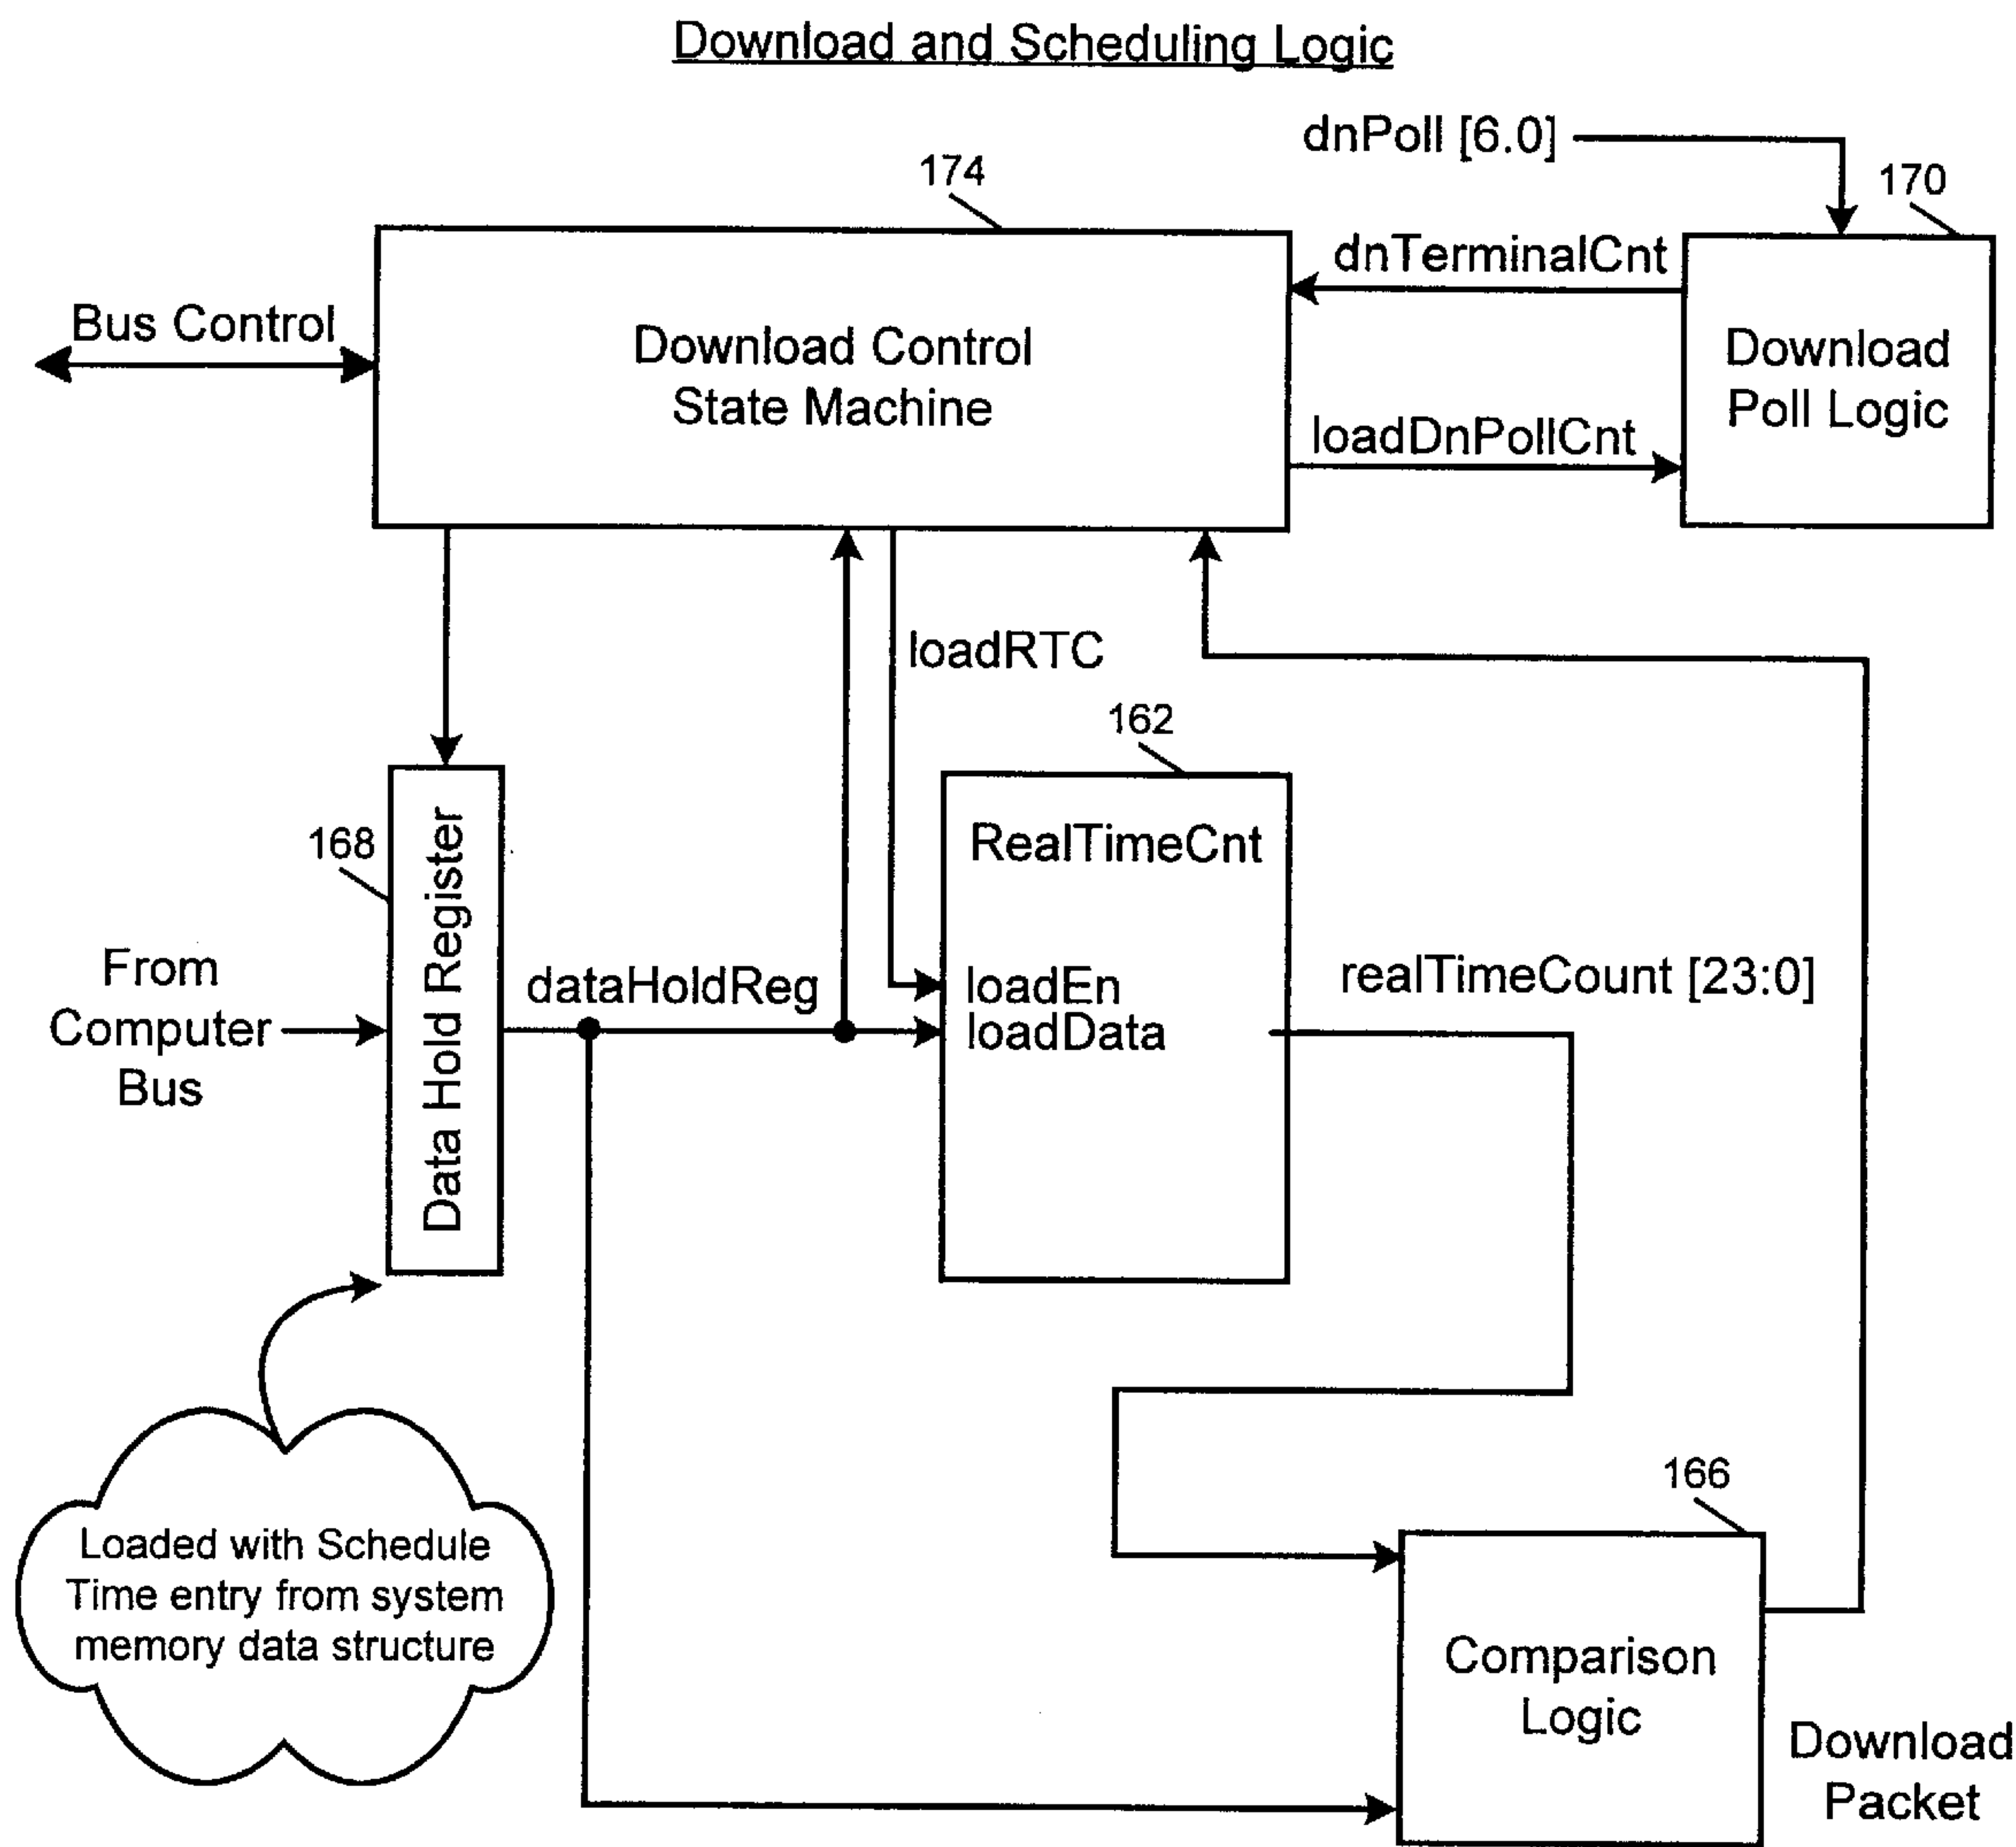 Download and Scheduling Logic
dnPoll [6.0]
174
170
dnTerminalCnt
Bus Control
Download Control
State Machine
Download
Poll Logic
loadDnPollCnt
loadRTC
162
168
Data Hold Register
RealTimeCnt
From
Computer
Bus
dataHoldReg
loadEn
loadData
realTimeCount [23:0]
166
Loaded with Schedule
Time entry from system
memory data structure
Comparison
Logic
Download
Packet